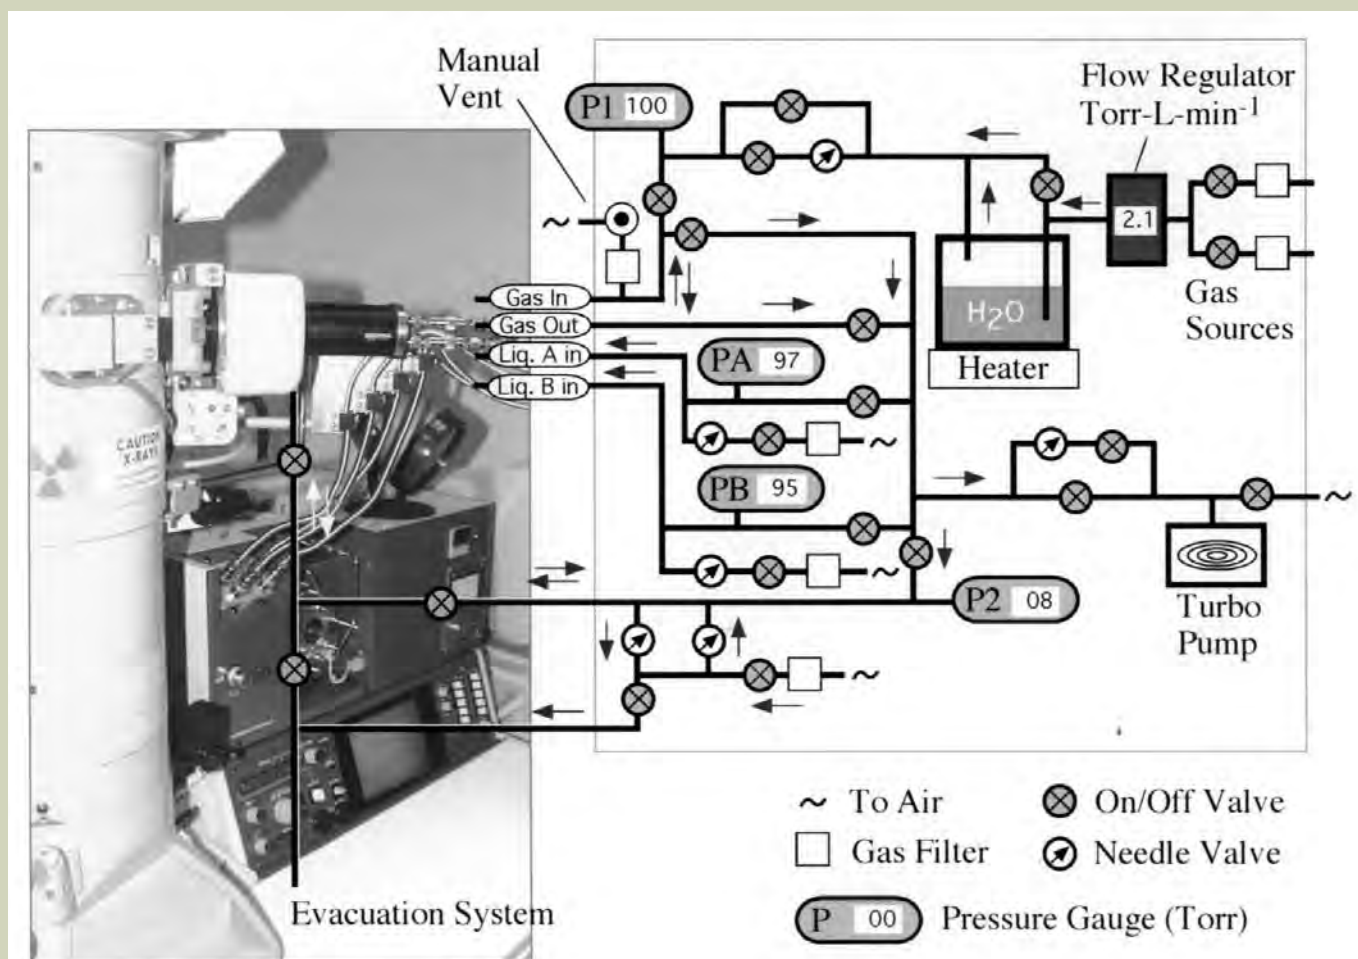 Manual
Vent
P1 100
Flow Regulator
Torr-L-min-1
2.1
Gas
Sources
Gas In
Gas Out
Liq. A in
Liq. B in
H2O
Heater
PA 97
PB 95
CAUTION
X-RAYS
P2 08
Turbo
Pump
~ To Air
On/Off Valve
Gas Filter
Needle Valve
P 00 Pressure Gauge (Torr)
Evacuation System